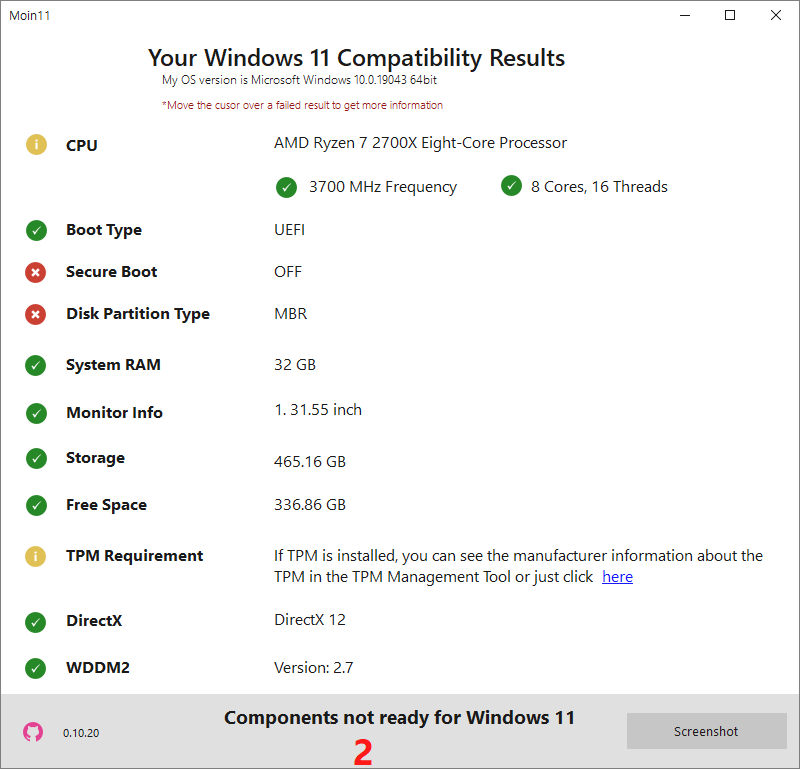 Moin11
Your Windows 11 Compatibility Results
My OS version is Microsoft Windows 10.0.19043 64bit
*Move the cusor over a failed result to get more information
CPU
AMD Ryzen 7 2700X Eight-Core Processor
3700 MHz Frequency
8 Cores, 16 Threads
Boot Type
UEFI
Secure Boot
OFF
Disk Partition Type
MBR
System RAM
32 GB
Monitor Info
1. 31.55 inch
Storage
465.16 GB
Free Space
336.86 GB
TPM Requirement
If TPM is installed, you can see the manufacturer information about the
TPM in the TPM Management Tool or just click here
DirectX
DirectX 12
WDDM2
Version: 2.7
0.10.20
Components not ready for Windows 11
2
Screenshot